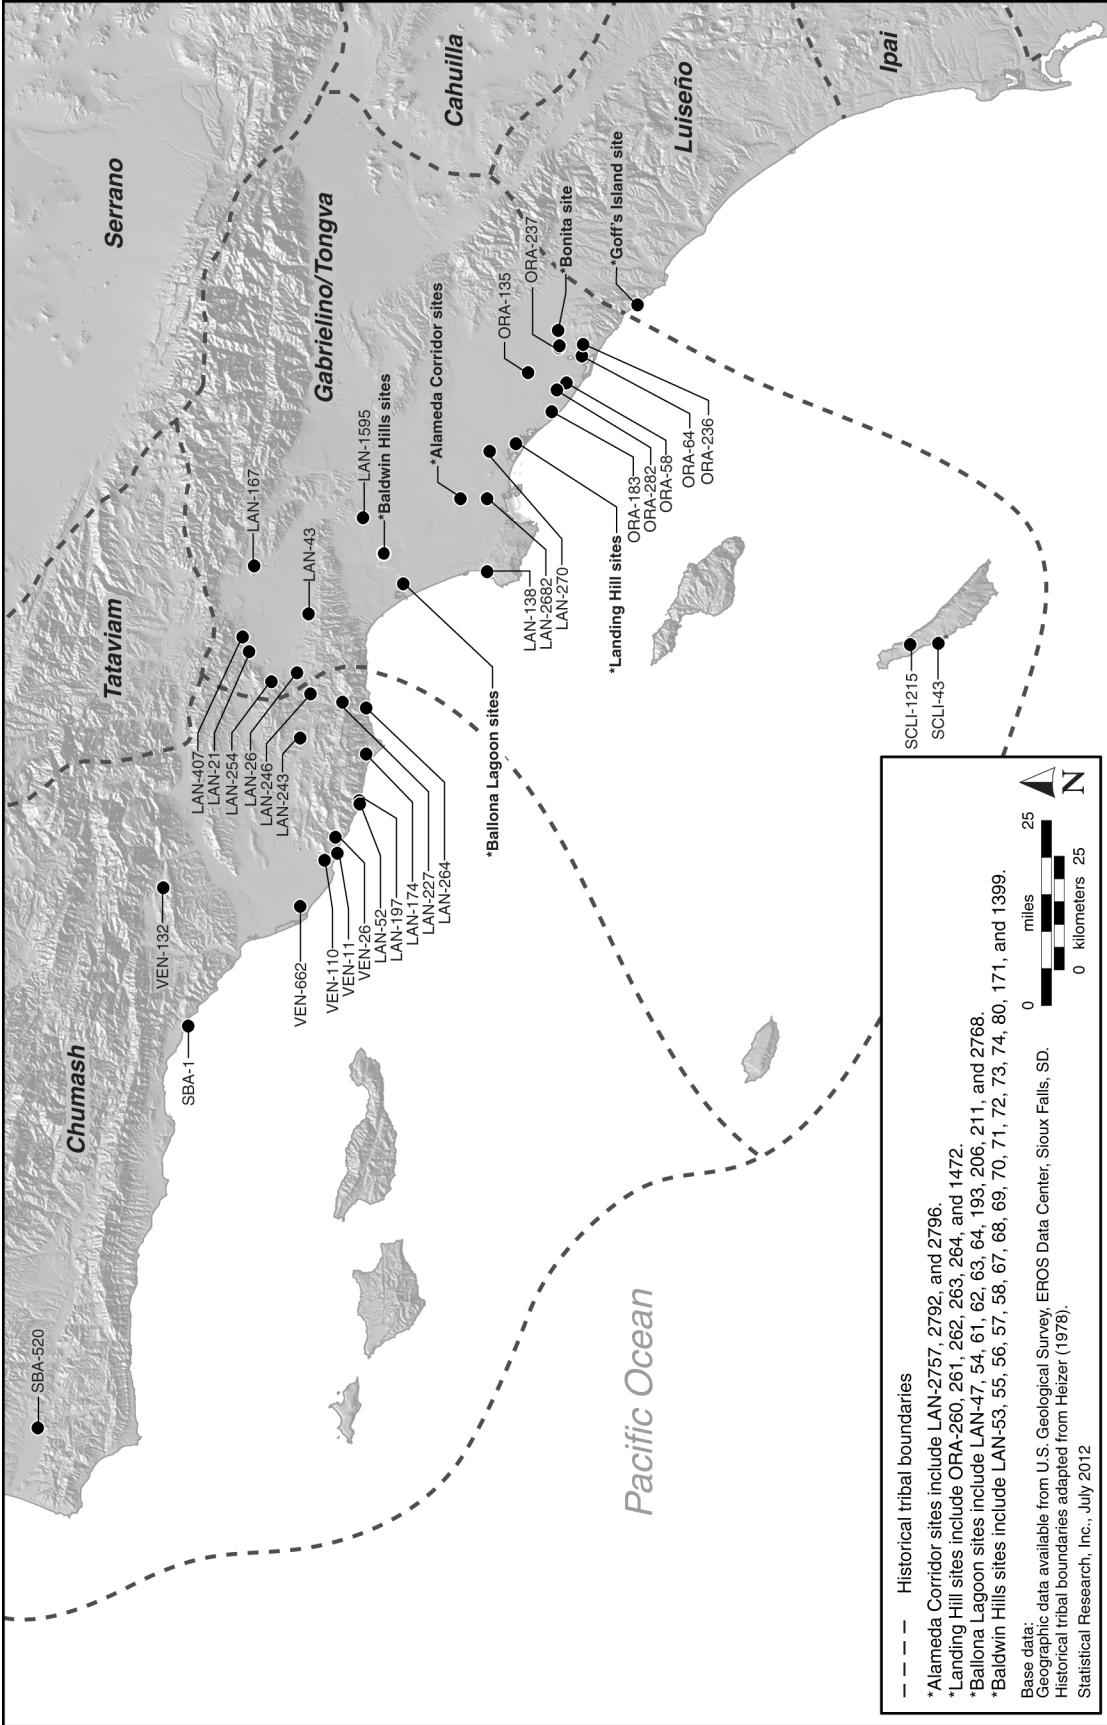 Serrano
Cahuilla
Ipai
Luiseño
Gabrielino/Tongva
Tataviam
Chumash
SBA-520
SBA-1
VEN-132
VEN-662
VEN-110
VEN-11
VEN-26
LAN-52
LAN-197
LAN-174
LAN-227
LAN-264
LAN-407
LAN-21
LAN-254
LAN-26
LAN-246
LAN-243
LAN-167
LAN-43
LAN-1595
*Baldwin Hills sites
*Alameda Corridor sites
*Ballona Lagoon sites
LAN-138
LAN-2682
LAN-270
*Landing Hill sites
ORA-135
ORA-237
*Bonita site
*Goff's Island site
ORA-183
ORA-282
ORA-58
ORA-64
ORA-236
SCLI-1215
SCLI-43
Pacific Ocean
Historical tribal boundaries
*Alameda Corridor sites include LAN-2757, 2792, and 2796.
*Landing Hill sites include ORA-260, 261, 262, 263, 264, and 1472.
*Ballona Lagoon sites include LAN-47, 54, 61, 62, 63, 64, 193, 206, 211, and 2768.
*Baldwin Hills sites include LAN-53, 55, 56, 57, 58, 67, 68, 69, 70, 71, 72, 73, 74, 80, 171, and 1399.
Base data:
Geographic data available from U.S. Geological Survey, EROS Data Center, Sioux Falls, SD.
Historical tribal boundaries adapted from Heizer (1978).
Statistical Research, Inc., July 2012
0 miles 25
0 kilometers 25
N